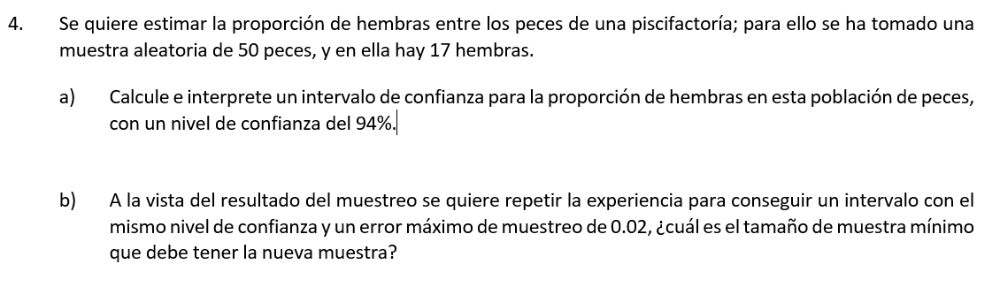 4. Se quiere estimar la proporción de hembras entre los peces de una piscifactoría; para ello se ha tomado una
muestra aleatoria de 50 peces, y en ella hay 17 hembras.
a) Calcule e interprete un intervalo de confianza para la proporción de hembras en esta población de peces,
con un nivel de confianza del 94%.
b) A la vista del resultado del muestreo se quiere repetir la experiencia para conseguir un intervalo con el
mismo nivel de confianza y un error máximo de muestreo de 0.02, ¿cuál es el tamaño de muestra mínimo
que debe tener la nueva muestra?